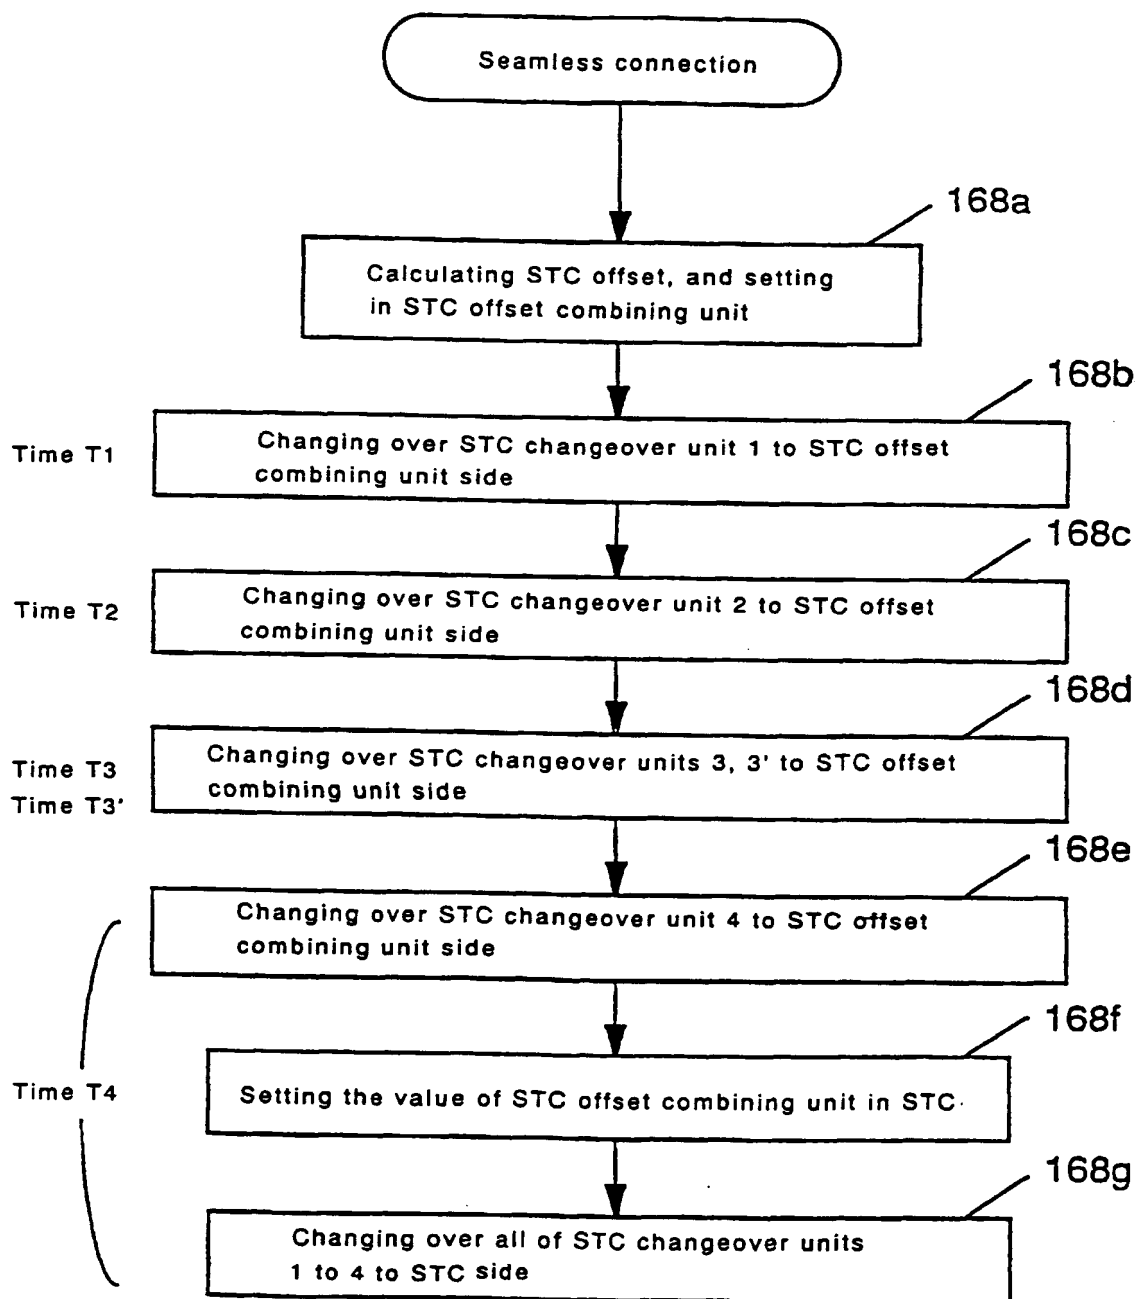 Seamless connection
168a
Calculating STC offset, and setting
in STC offset combining unit
168b
Time T1
Changing over STC changeover unit 1 to STC offset
combining unit side
168c
Time T2
Changing over STC changeover unit 2 to STC offset
combining unit side
168d
Time T3
Time T3'
Changing over STC changeover units 3, 3' to STC offset
combining unit side
168e
Changing over STC changeover unit 4 to STC offset
combining unit side
168f
Time T4
Setting the value of STC offset combining unit in STC
168g
Changing over all of STC changeover units
1 to 4 to STC side